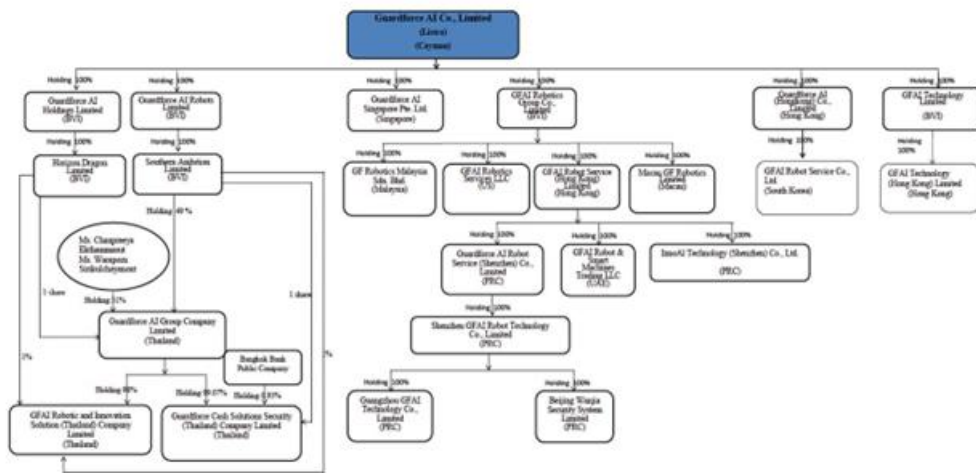 Guardforce AI Co., Limited
(Cayman)
Holding 100%
Holding 100%
Holding 100%
Holding 100%
Holding 100%
Holding 100%
Guardforce AI
Holdings Limited
(BVI)
Guardforce AI Robots
Limited
(BVI)
Guardforce AI
Singapore Pte. Ltd.
(Singapore)
GFAI Robotics
Group Co.,
Limited
(BVI)
Guardforce AI
(Hongkong) Co.,
Limited
(Hong Kong)
GFAI Technology
Limited
(BVI)
Holding 100%
Holding 100%
Holding 100%
Holding 100%
Holding 100%
Holding 100%
Holding 100%
Holding
100%
Horizon Dragon
Limited
(BVI)
Southern Ambition
Limited
(BVI)
GF Robotics Malaysia
Sdn. Bhd.
(Malaysia)
GFAI Robotics
Services LLC
(US)
GFAI Robot Service
(Hong Kong)
Limited
(Hong Kong)
Macau GF Robotics
Limited
(Macau)
GFAI Robot Service Co.,
Ltd.
(South Korea)
GFAI Technology
(Hong Kong) Limited
(Hong Kong)
Holding 49 %
Holding 100%
Holding 100%
Holding 100%
Ms.
Ms.
Guardforce AI Robot
Service (Shenzhen) Co.,
Limited
(PRC)
GFAI Robot &
Smart
Machines
Trading LLC
(UAE)
InnoAI Technology (Shenzhen) Co., Ltd.
(PRC)
1 share
1 share
Holding 51%
Holding 100%
Guardforce AI Group Company
Limited
(Thailand)
Shenzhen GFAI Robot Technology
Co., Limited
(PRC)
Bangkok Bank
Public Company
Holding 98%
Holding 99.07%
Holding 0.93%
Holding 100%
Holding 100%
GFAI Robotic and Innovation
Solution (Thailand) Company
Limited
(Thailand)
Guardforce Cash Solutions Security
(Thailand) Company Limited
(Thailand)
Guangzhou GFAI
Technology Co.,
Limited
(PRC)
Beijing Wanjia
Security System Limited
(PRC)